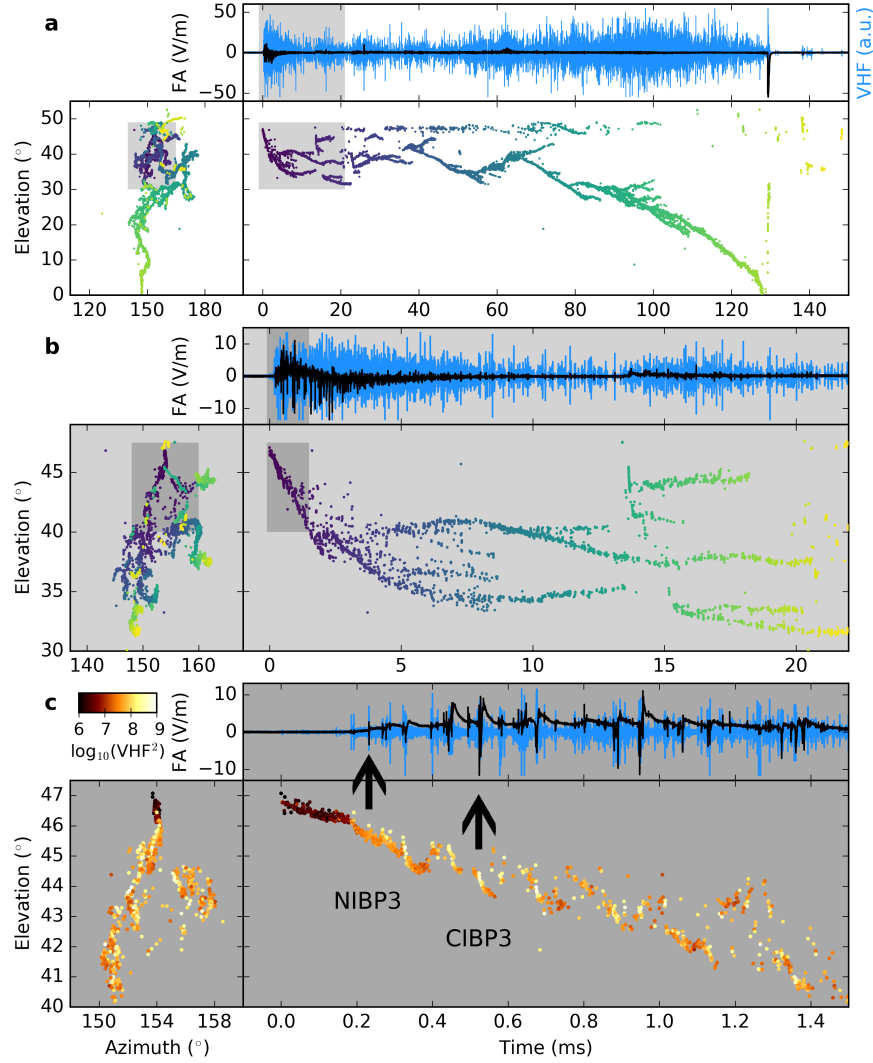 a
FA (V/m)
50
0
−50
VHF (a.u.)
Elevation (°)
50
40
30
20
10
0
120 150 180
0 20 40 60 80 100 120 140
b
FA (V/m)
10
0
−10
Elevation (°)
45
40
35
30
140 150 160
0 5 10 15 20
c
6 7 8 9
log₁₀(VHF²)
FA (V/m)
10
0
−10
Elevation (°)
47
46
45
44
43
42
41
40
NIBP3
CIBP3
150 154 158
0.0 0.2 0.4 0.6 0.8 1.0 1.2 1.4
Azimuth (°)
Time (ms)